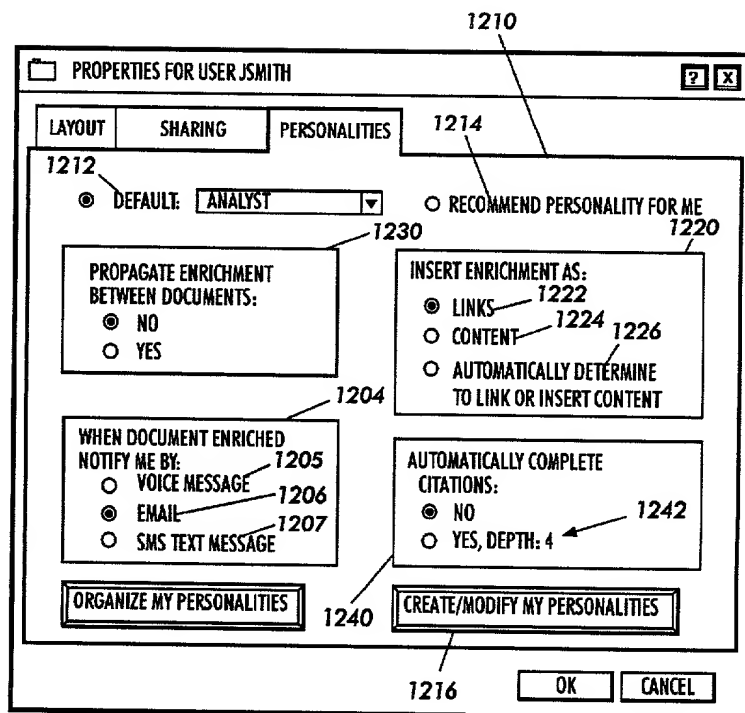 1210
PROPERTIES FOR USER JSMITH
? X
LAYOUT SHARING PERSONALITIES
1214
1212
DEFAULT: ANALYST
RECOMMEND PERSONALITY FOR ME
1230
1220
PROPAGATE ENRICHMENT
BETWEEN DOCUMENTS:
NO
YES
INSERT ENRICHMENT AS:
LINKS 1222
CONTENT 1224
1226
AUTOMATICALLY DETERMINE
TO LINK OR INSERT CONTENT
1204
WHEN DOCUMENT ENRICHED
NOTIFY ME BY:
1205
VOICE MESSAGE
EMAIL 1206
1207
SMS TEXT MESSAGE
AUTOMATICALLY COMPLETE
CITATIONS:
NO
1242
YES, DEPTH: 4
ORGANIZE MY PERSONALITIES
1240
CREATE/MODIFY MY PERSONALITIES
1216
OK CANCEL